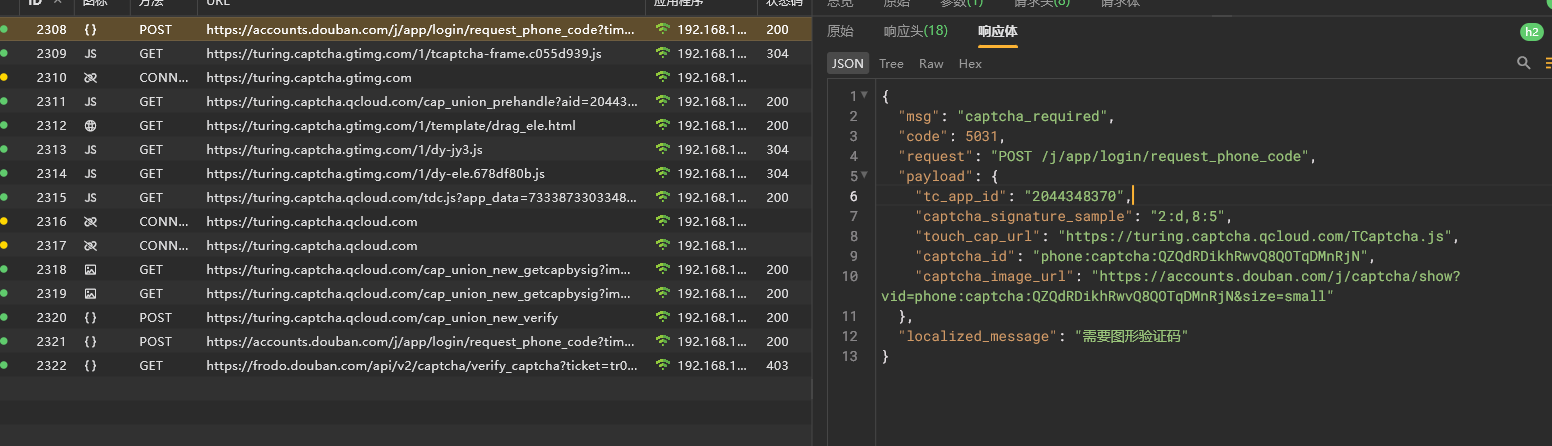 ID 图标 方法 URL 应用程序 状态码
2308 { } POST https://accounts.douban.com/j/app/login/request_phone_code?tim... 192.168.1... 200
2309 JS GET https://turing.captcha.gtimg.com/1/tcaptcha-frame.c055d939.js 192.168.1... 304
2310 CONN... https://turing.captcha.gtimg.com 192.168.1...
2311 JS GET https://turing.captcha.qcloud.com/cap_union_prehandle?aid=20443... 192.168.1... 200
2312 GET https://turing.captcha.gtimg.com/1/template/drag_ele.html 192.168.1... 200
2313 JS GET https://turing.captcha.gtimg.com/1/dy-jy3.js 192.168.1... 304
2314 JS GET https://turing.captcha.gtimg.com/1/dy-ele.678df80b.js 192.168.1... 304
2315 JS GET https://turing.captcha.qcloud.com/tdc.js?app_data=7333873303348... 192.168.1... 200
2316 CONN... https://turing.captcha.qcloud.com 192.168.1...
2317 CONN... https://turing.captcha.qcloud.com 192.168.1...
2318 GET https://turing.captcha.qcloud.com/cap_union_new_getcapbysig?im... 192.168.1... 200
2319 GET https://turing.captcha.qcloud.com/cap_union_new_getcapbysig?im... 192.168.1... 200
2320 { } POST https://turing.captcha.qcloud.com/cap_union_new_verify 192.168.1... 200
2321 { } POST https://accounts.douban.com/j/app/login/request_phone_code?tim... 192.168.1... 200
2322 { } GET https://frodo.douban.com/api/v2/captcha/verify_captcha?ticket=tr0... 192.168.1... 403
总览 原始 参数(1) 请求头(8) 请求体
原始 响应头(18) 响应体 h2
JSON Tree Raw Hex
1 {
2 "msg": "captcha_required",
3 "code": 5031,
4 "request": "POST /j/app/login/request_phone_code",
5 "payload": {
6 "tc_app_id": "2044348370",
7 "captcha_signature_sample": "2:d,8:5",
8 "touch_cap_url": "https://turing.captcha.qcloud.com/TCaptcha.js",
9 "captcha_id": "phone:captcha:QZQdRDikhRwvQ8QOTqDMnRjN",
10 "captcha_image_url": "https://accounts.douban.com/j/captcha/show?
vid=phone:captcha:QZQdRDikhRwvQ8QOTqDMnRjN&size=small"
11 },
12 "localized_message": "需要图形验证码"
13 }